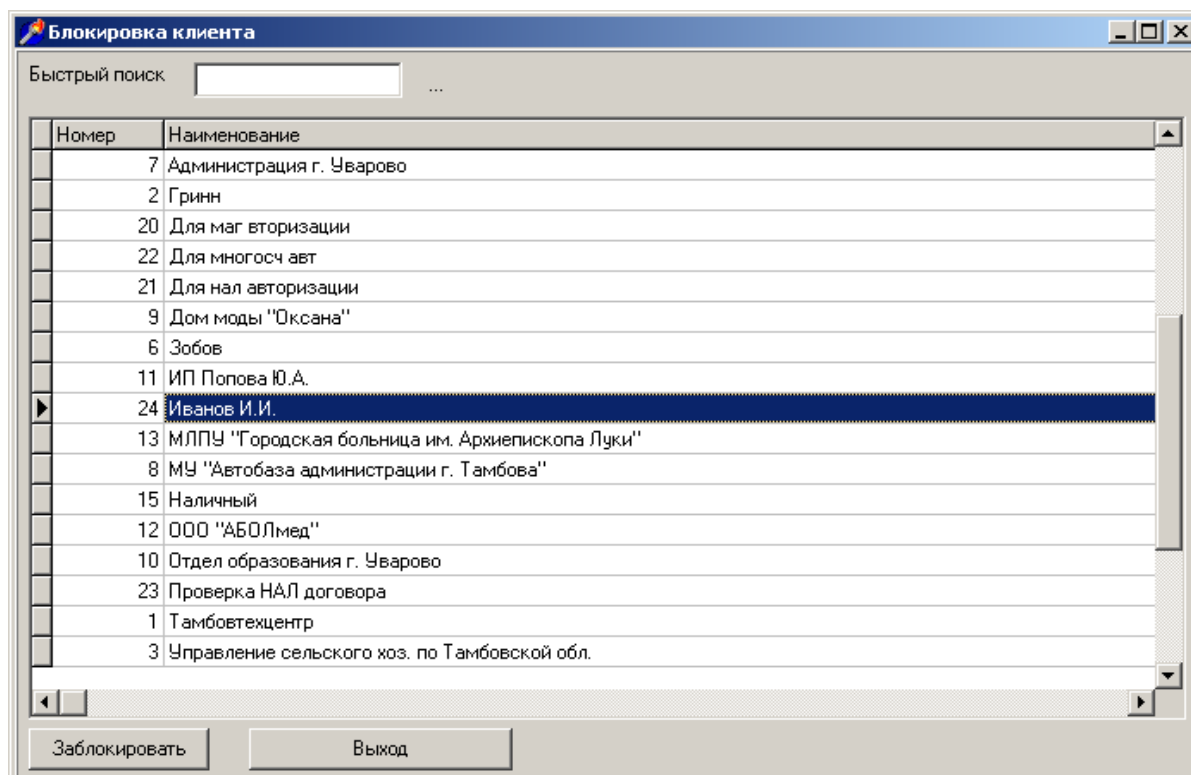 Блокировка клиента
Быстрый поиск ...
Номер Наименование
7 Администрация г. Уварово
2 Гринн
20 Для маг вторизации
22 Для многосч авт
21 Для нал авторизации
9 Дом моды "Оксана"
6 Зобов
11 ИП Попова Ю.А.
24 Иванов И.И.
13 МЛПУ "Городская больница им. Архиепископа Луки"
8 МУ "Автобаза администрации г. Тамбова"
15 Наличный
12 ООО "АБОЛмед"
10 Отдел образования г. Уварово
23 Проверка НАЛ договора
1 Тамбовтехцентр
3 Управление сельского хоз. по Тамбовской обл.
Заблокировать Выход